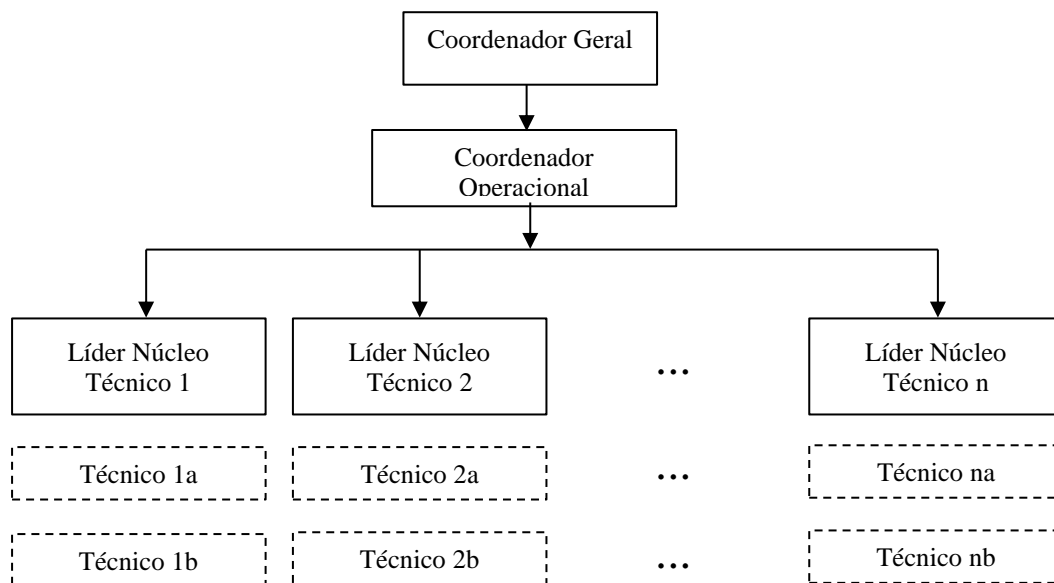 Coordenador Geral
Coordenador
Operacional
Líder Núcleo
Técnico 1
Líder Núcleo
Técnico 2
...
Líder Núcleo
Técnico n
Técnico 1a
Técnico 2a
...
Técnico na
Técnico 1b
Técnico 2b
...
Técnico nb